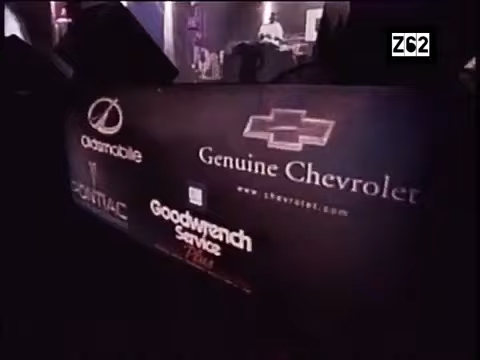 Z62
Oldsmobile
Genuine Chevrolet
www.chevrolet.com
PONTIAC
Goodwrench
Service
Plus